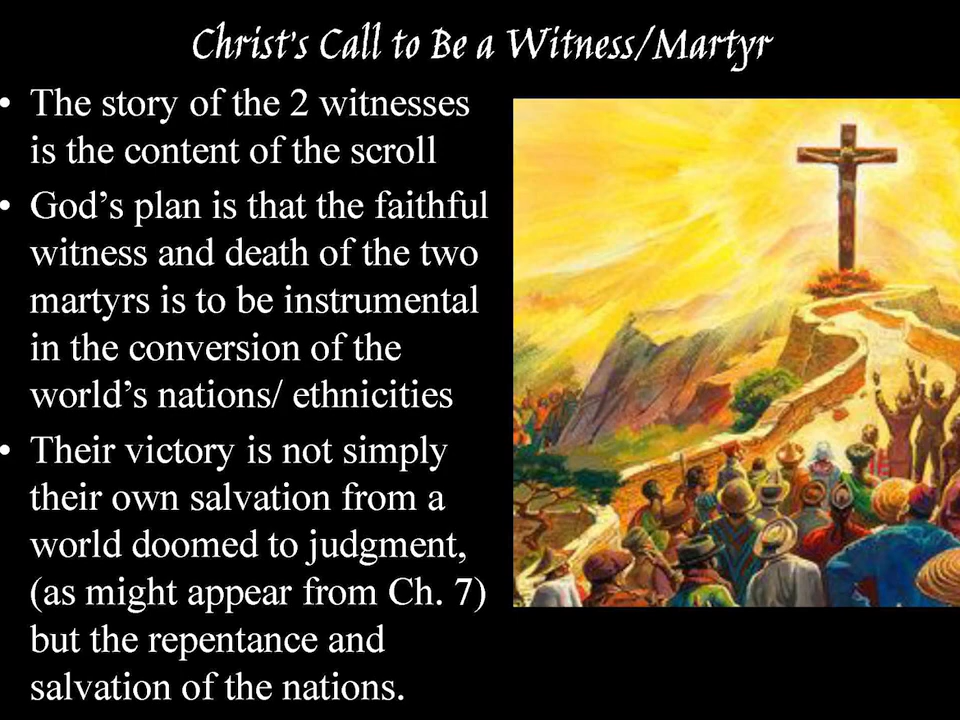 Christ's Call to Be a Witness/Martyr
• The story of the 2 witnesses
is the content of the scroll
• God's plan is that the faithful
witness and death of the two
martyrs is to be instrumental
in the conversion of the
world's nations/ ethnicities
• Their victory is not simply
their own salvation from a
world doomed to judgment,
(as might appear from Ch. 7)
but the repentance and
salvation of the nations.